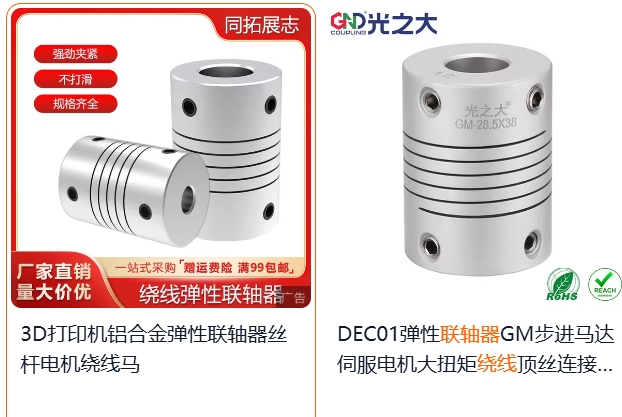 同拓展志
强劲夹紧
不打滑
规格齐全
厂家直销
量大价优
一站式采购 赠运费险 满99包邮
绕线弹性联轴器
广告
3D打印机铝合金弹性联轴器丝
杆电机绕线马
GND
COUPLING
光之大
光之大®
GM-28.5X38
RoHS
REACH
DEC01弹性联轴器GM步进马达
伺服电机大扭矩绕线顶丝连接...